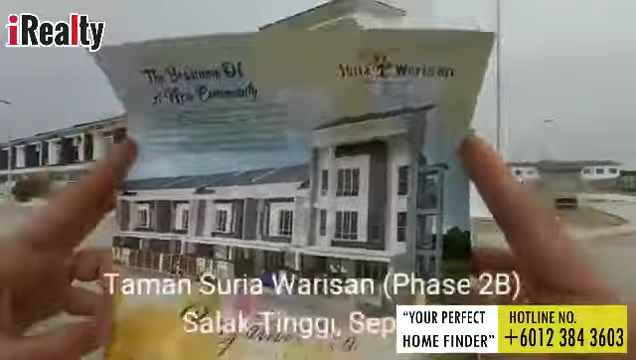 iRealty
The Beginning Of
A New Community
Suria Warisan
Taman Suria Warisan (Phase 2B)
Salak Tinggi, Sep
"YOUR PERFECT
HOME FINDER"
HOTLINE NO.
+6012 384 3603